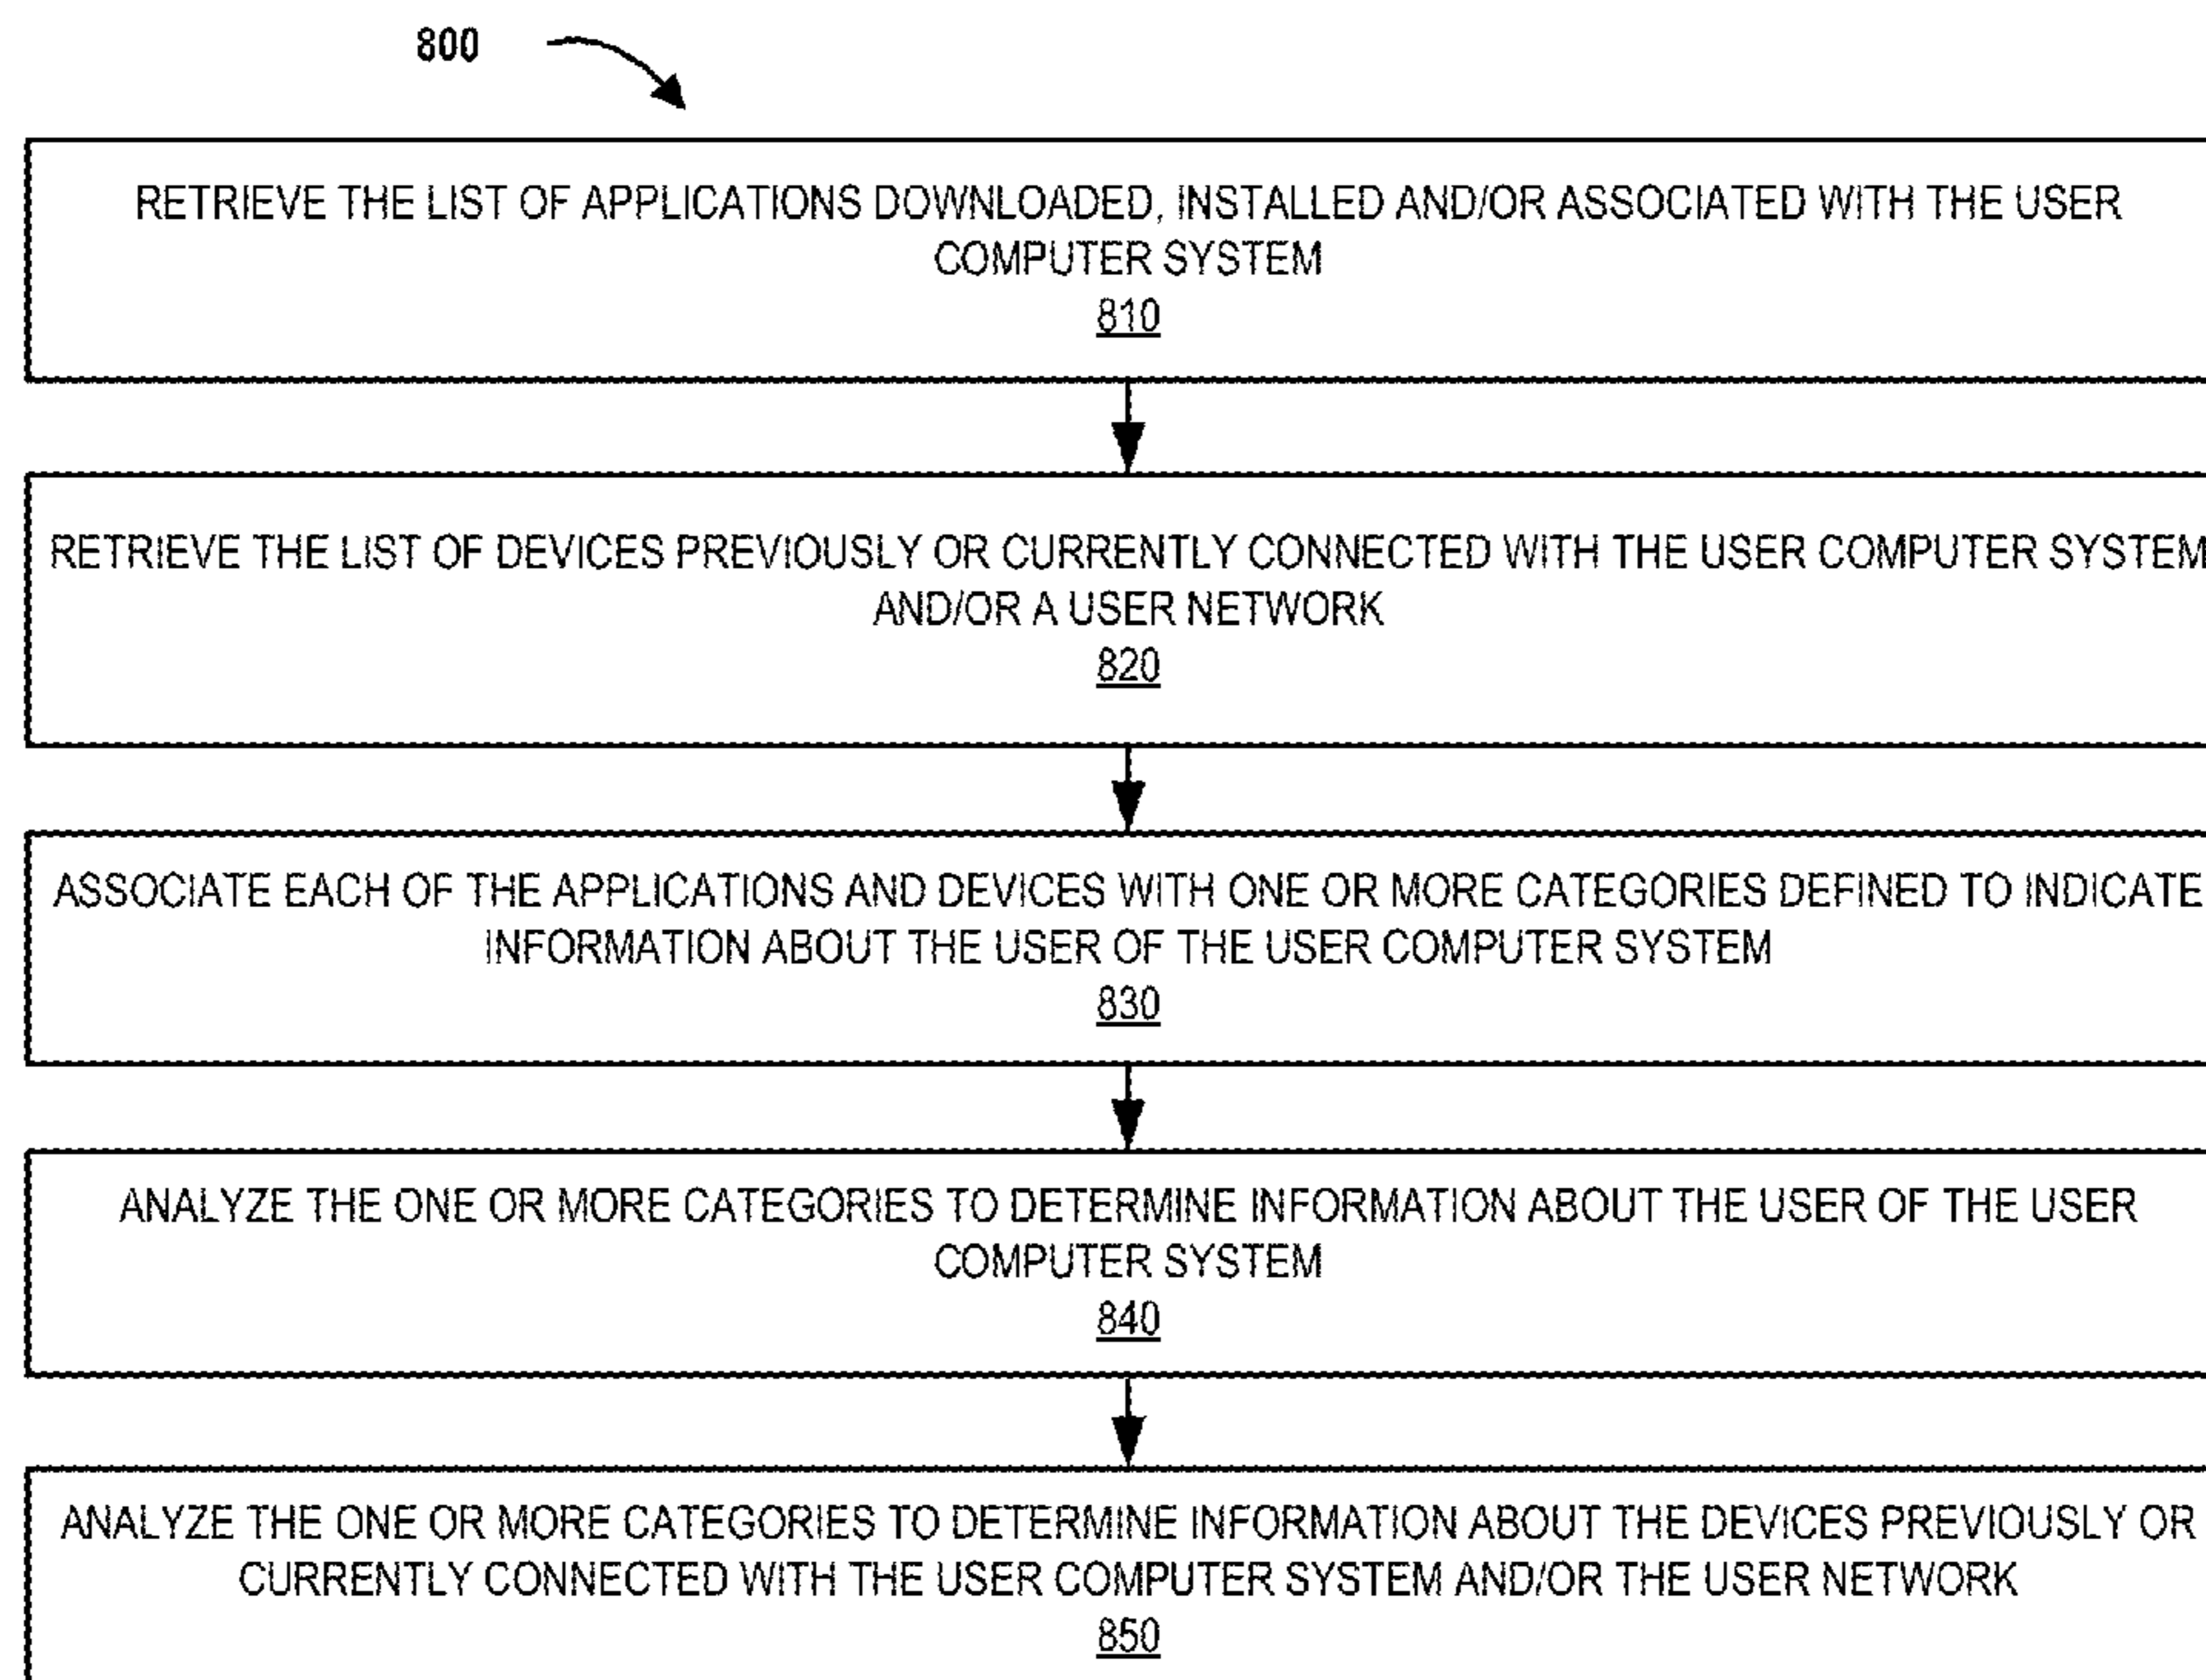 800
RETRIEVE THE LIST OF APPLICATIONS DOWNLOADED, INSTALLED AND/OR ASSOCIATED WITH THE USER
COMPUTER SYSTEM
810
RETRIEVE THE LIST OF DEVICES PREVIOUSLY OR CURRENTLY CONNECTED WITH THE USER COMPUTER SYSTEM
AND/OR A USER NETWORK
820
ASSOCIATE EACH OF THE APPLICATIONS AND DEVICES WITH ONE OR MORE CATEGORIES DEFINED TO INDICATE
INFORMATION ABOUT THE USER OF THE USER COMPUTER SYSTEM
830
ANALYZE THE ONE OR MORE CATEGORIES TO DETERMINE INFORMATION ABOUT THE USER OF THE USER
COMPUTER SYSTEM
840
ANALYZE THE ONE OR MORE CATEGORIES TO DETERMINE INFORMATION ABOUT THE DEVICES PREVIOUSLY OR
CURRENTLY CONNECTED WITH THE USER COMPUTER SYSTEM AND/OR THE USER NETWORK
850